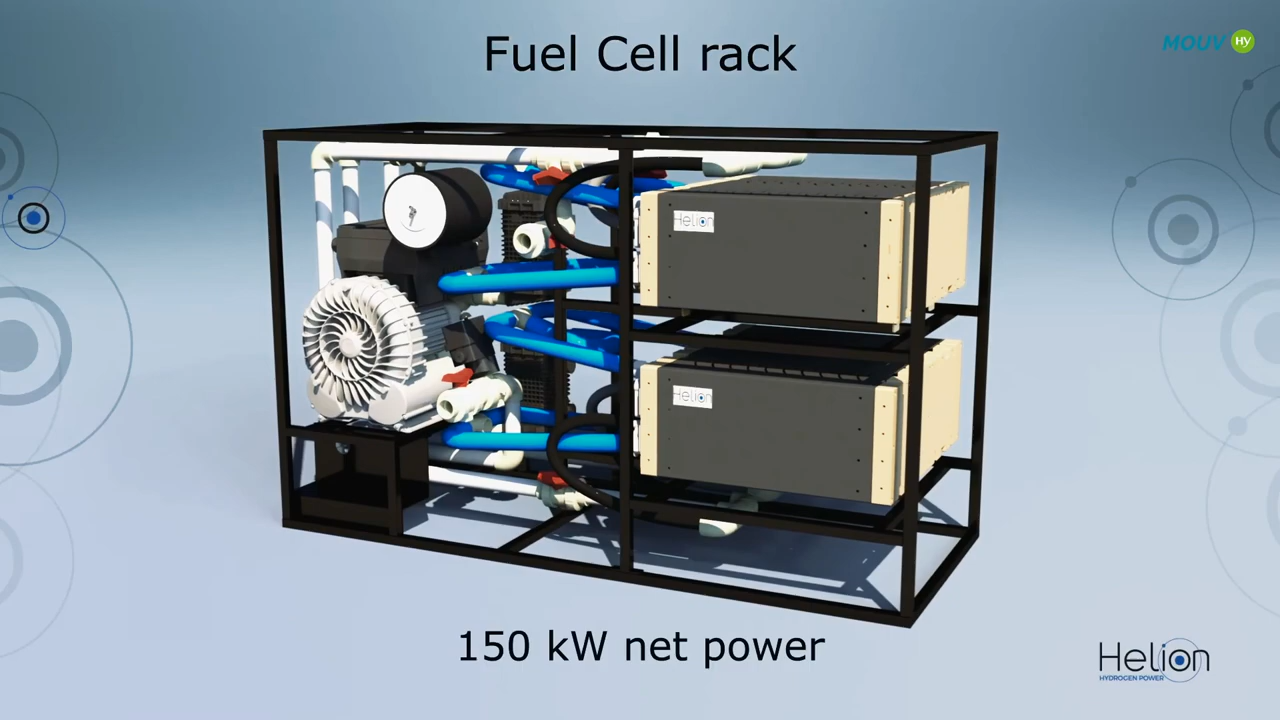 Fuel Cell rack
MOUV HY
Helion
Helion
150 kW net power
Helion
HYDROGEN POWER